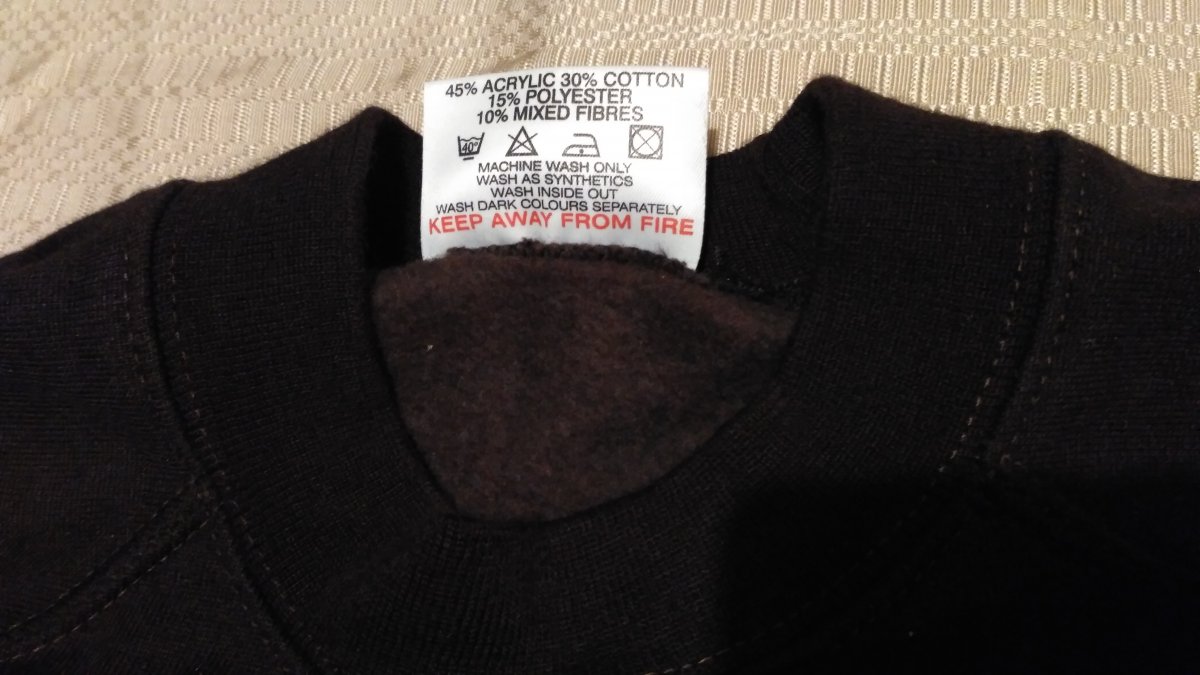 45% ACRYLIC 30% COTTON
15% POLYESTER
10% MIXED FIBRES
40°
MACHINE WASH ONLY
WASH AS SYNTHETICS
WASH INSIDE OUT
WASH DARK COLOURS SEPARATELY
KEEP AWAY FROM FIRE